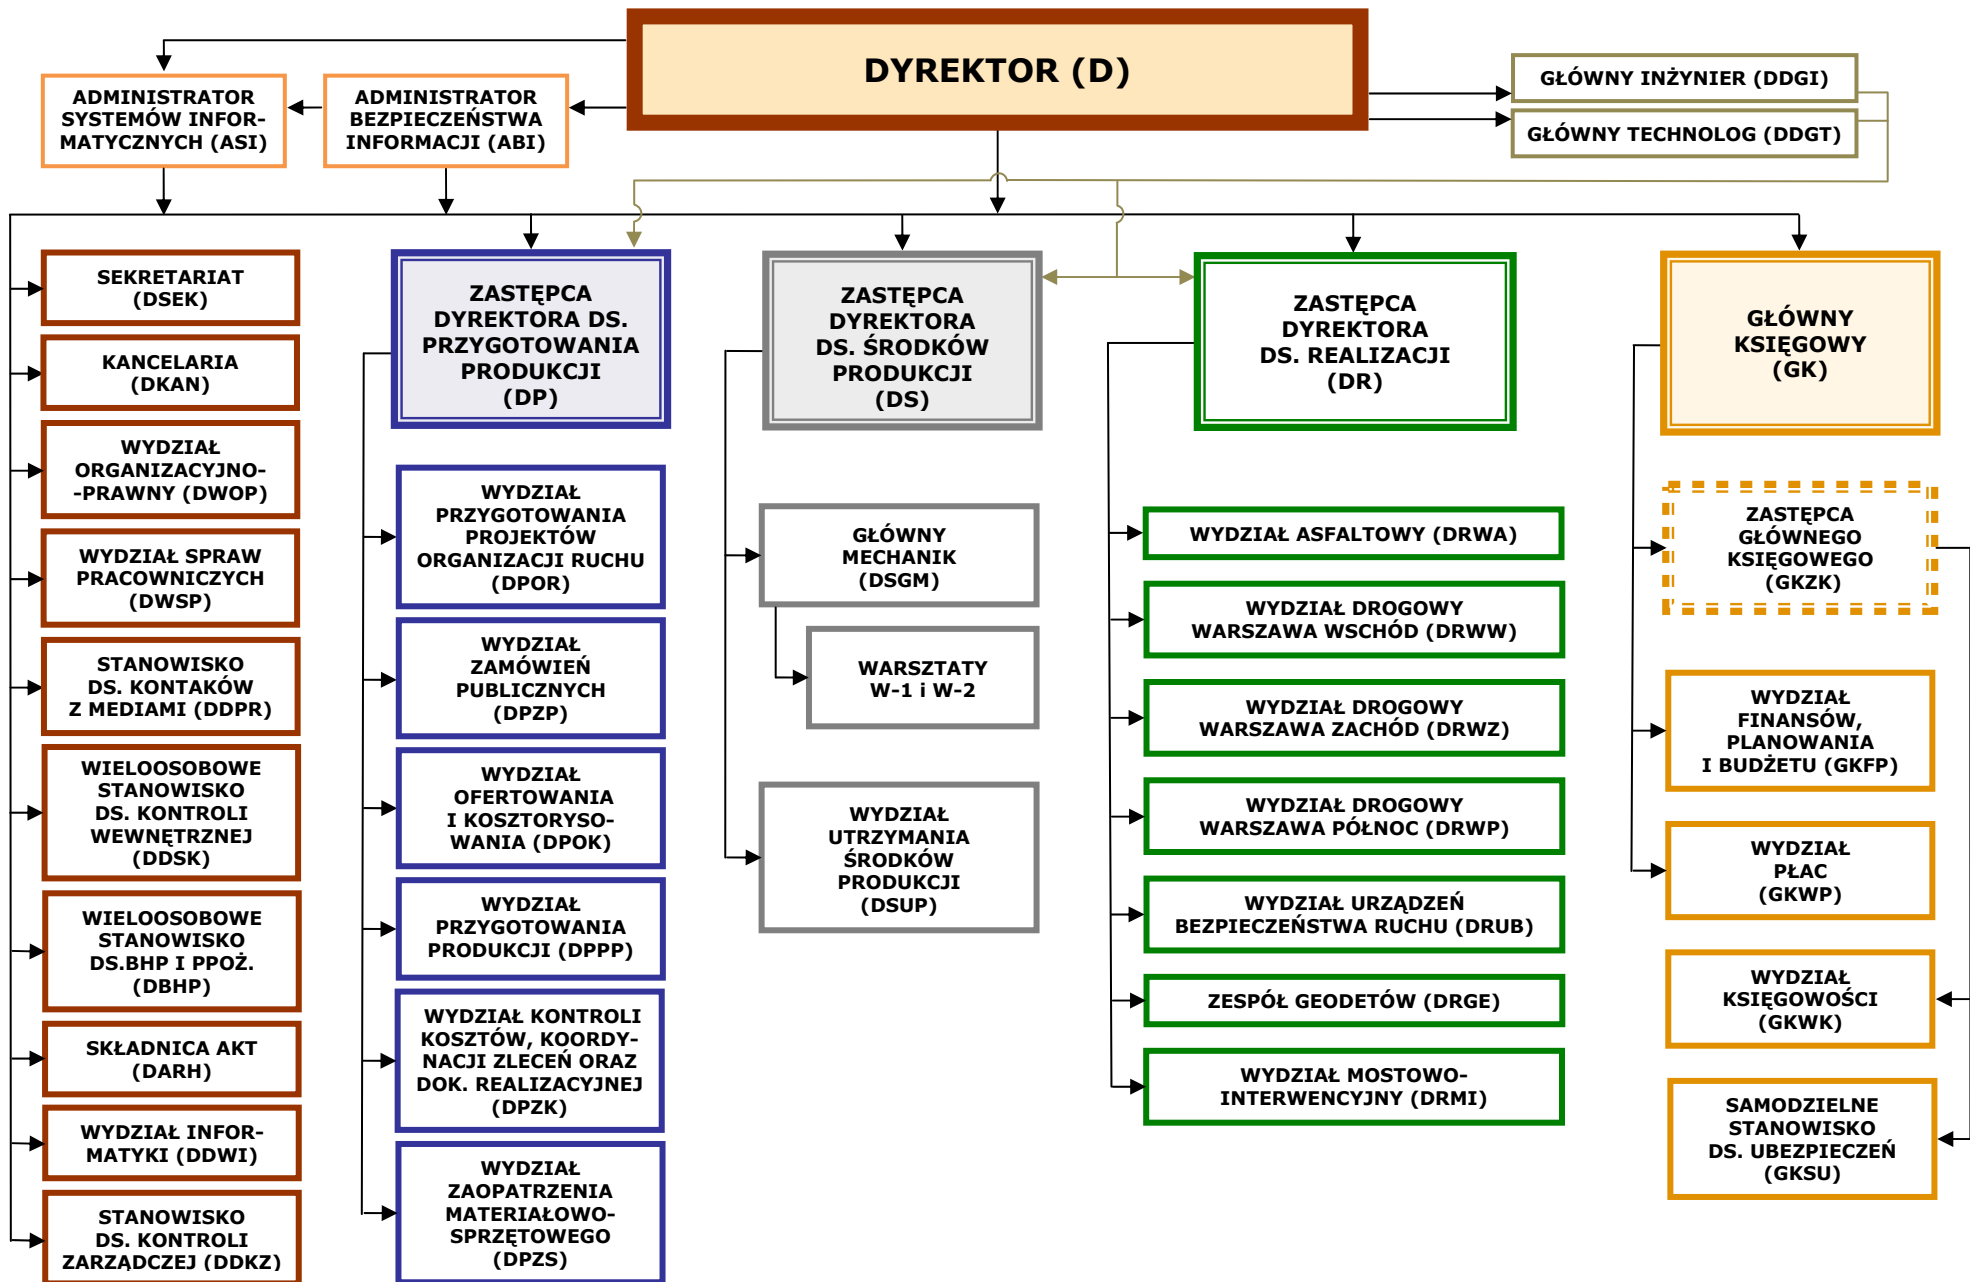 DYREKTOR (D)
ADMINISTRATOR
SYSTEMÓW INFOR-
MATYCZNYCH (ASI)
ADMINISTRATOR
BEZPIECZEŃSTWA
INFORMACJI (ABI)
GŁÓWNY INŻYNIER (DDGI)
GŁÓWNY TECHNOLOG (DDGT)
SEKRETARIAT
(DSEK)
KANCELARIA
(DKAN)
WYDZIAŁ
ORGANIZACYJNO-
-PRAWNY (DWOP)
WYDZIAŁ SPRAW
PRACOWNICZYCH
(DWSP)
STANOWISKO
DS. KONTAKÓW
Z MEDIAMI (DDPR)
WIELOOSOBOWE
STANOWISKO
DS. KONTROLI
WEWNĘTRZNEJ
(DDSK)
WIELOOSOBOWE
STANOWISKO
DS.BHP I PPOŻ.
(DBHP)
SKŁADNICA AKT
(DARH)
WYDZIAŁ INFOR-
MATYKI (DDWI)
STANOWISKO
DS. KONTROLI
ZARZĄDCZEJ (DDKZ)
ZASTĘPCA
DYREKTORA DS.
PRZYGOTOWANIA
PRODUKCJI
(DP)
WYDZIAŁ
PRZYGOTOWANIA
PROJEKTÓW
ORGANIZACJI RUCHU
(DPOR)
WYDZIAŁ
ZAMÓWIEŃ
PUBLICZNYCH
(DPZP)
WYDZIAŁ
OFERTOWANIA
I KOSZTORYSO-
WANIA (DPOK)
WYDZIAŁ
PRZYGOTOWANIA
PRODUKCJI (DPPP)
WYDZIAŁ KONTROLI
KOSZTÓW, KOORDY-
NACJI ZLECEŃ ORAZ
DOK. REALIZACYJNEJ
(DPZK)
WYDZIAŁ
ZAOPATRZENIA
MATERIAŁOWO-
SPRZĘTOWEGO
(DPZS)
ZASTĘPCA
DYREKTORA
DS. ŚRODKÓW
PRODUKCJI
(DS)
GŁÓWNY
MECHANIK
(DSGM)
WARSZTATY
W-1 i W-2
WYDZIAŁ
UTRZYMANIA
ŚRODKÓW
PRODUKCJI
(DSUP)
ZASTĘPCA
DYREKTORA
DS. REALIZACJI
(DR)
WYDZIAŁ ASFALTOWY (DRWA)
WYDZIAŁ DROGOWY
WARSZAWA WSCHÓD (DRWW)
WYDZIAŁ DROGOWY
WARSZAWA ZACHÓD (DRWZ)
WYDZIAŁ DROGOWY
WARSZAWA PÓŁNOC (DRWP)
WYDZIAŁ URZĄDZEŃ
BEZPIECZEŃSTWA RUCHU (DRUB)
ZESPÓŁ GEODETÓW (DRGE)
WYDZIAŁ MOSTOWO-
INTERWENCYJNY (DRMI)
GŁÓWNY
KSIĘGOWY
(GK)
ZASTĘPCA
GŁÓWNEGO
KSIĘGOWEGO
(GKZK)
WYDZIAŁ
FINANSÓW,
PLANOWANIA
I BUDŻETU (GKFP)
WYDZIAŁ
PŁAC
(GKWP)
WYDZIAŁ
KSIĘGOWOŚCI
(GKWK)
SAMODZIELNE
STANOWISKO
DS. UBEZPIECZEŃ
(GKSU)